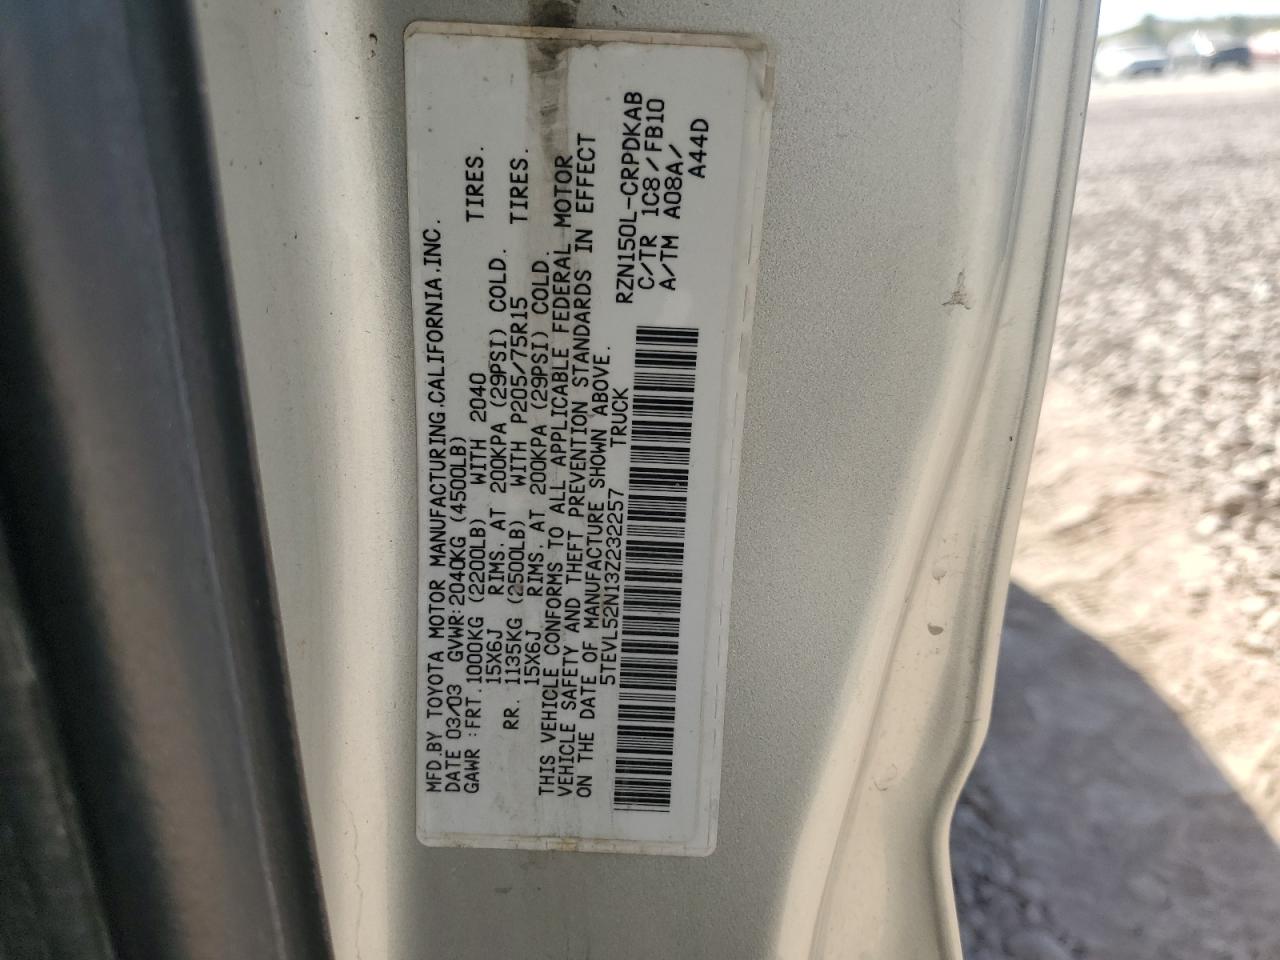 MFD.BY TOYOTA MOTOR MANUFACTURING.CALIFORNIA.INC.
DATE 03/03 GVWR:2040KG (4500LB)
GAWR :FRT.1000KG (2200LB) WITH 2040 TIRES.
15X6J RIMS.AT 200KPA (29PSI) COLD.
RR. 1135KG (2500LB) WITH P205/75R15 TIRES.
15X6J RIMS. AT 200KPA (29PSI) COLD.
THIS VEHICLE CONFORMS TO ALL APPLICABLE FEDERAL MOTOR
VEHICLE SAFETY AND THEFT PREVENTION STANDARDS IN EFFECT
ON THE DATE OF MANUFACTURE SHOWN ABOVE.
5TEVL52N13Z232257 TRUCK
RZN150L-CRPDKAB
C/TR 1C8/FB10
A/TM A08A/
A44D